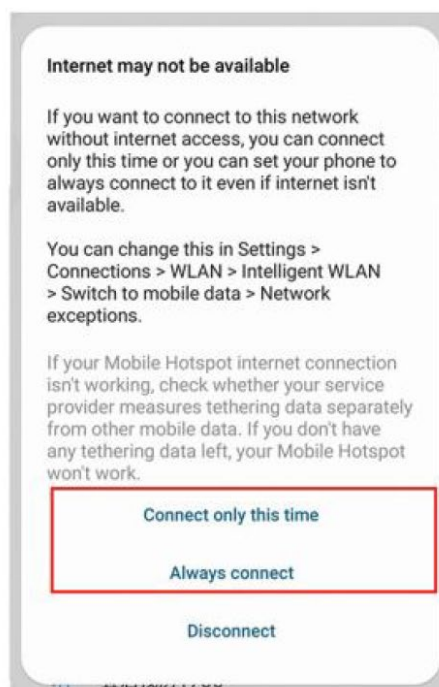 Internet may not be available
If you want to connect to this network
without internet access, you can connect
only this time or you can set your phone to
always connect to it even if internet isn't
available.
You can change this in Settings >
Connections > WLAN > Intelligent WLAN
> Switch to mobile data > Network
exceptions.
If your Mobile Hotspot internet connection
isn't working, check whether your service
provider measures tethering data separately
from other mobile data. If you don't have
any tethering data left, your Mobile Hotspot
won't work.
Connect only this time
Always connect
Disconnect